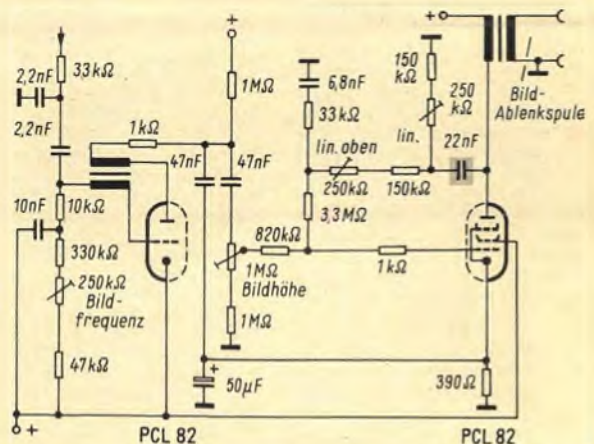 2,2nF
33kΩ
2,2nF
10nF
10kΩ
330kΩ
250kΩ
Bild-
frequenz
47kΩ
+
1kΩ
PCL 82
+
1MΩ
47nF
47nF
1MΩ
Bildhöhe
1MΩ
+
50µF
820kΩ
6,8nF
33kΩ
lin. oben
250kΩ
150kΩ
3,3MΩ
1kΩ
+
150
kΩ
250
kΩ
lin.
22nF
Bild-
Ablenkspule
390Ω
PCL 82